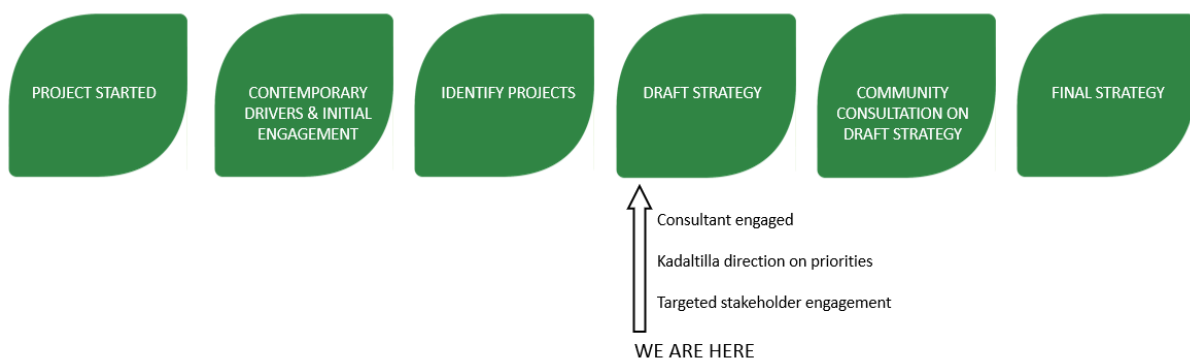 PROJECT STARTED
CONTEMPORARY
DRIVERS & INITIAL
ENGAGEMENT
IDENTIFY PROJECTS
DRAFT STRATEGY
COMMUNITY
CONSULTATION ON
DRAFT STRATEGY
FINAL STRATEGY
Consultant engaged
Kadaltilla direction on priorities
Targeted stakeholder engagement
WE ARE HERE